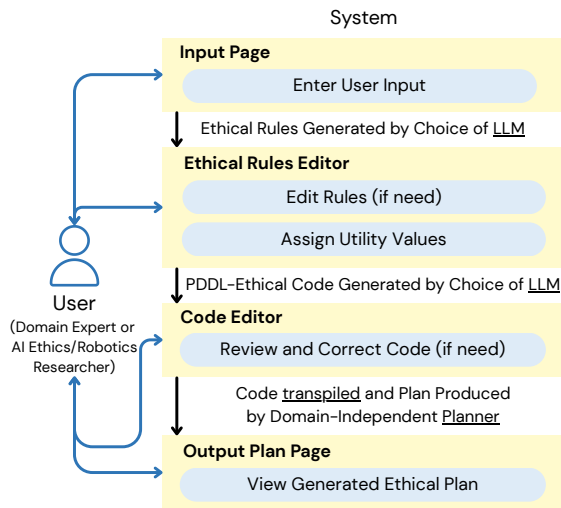 System
Input Page
Enter User Input
Ethical Rules Generated by Choice of LLM
Ethical Rules Editor
Edit Rules (if need)
Assign Utility Values
PDDL-Ethical Code Generated by Choice of LLM
User
(Domain Expert or
AI Ethics/Robotics
Researcher)
Code Editor
Review and Correct Code (if need)
Code transpiled and Plan Produced
by Domain-Independent Planner
Output Plan Page
View Generated Ethical Plan